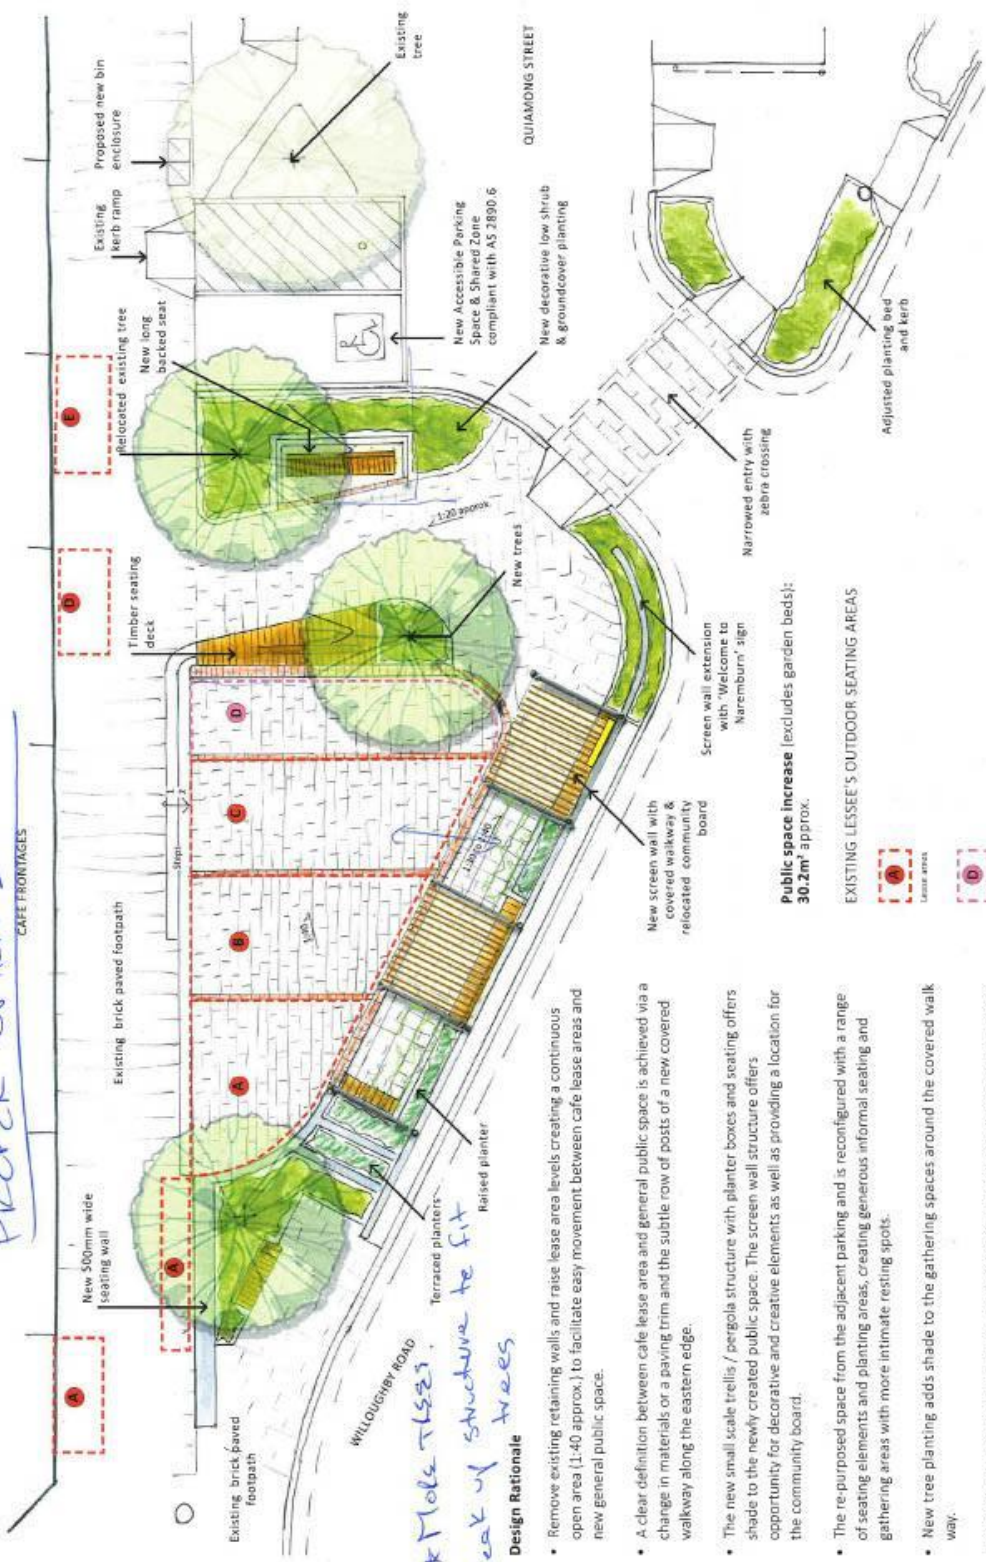 CAFE FRONTAGES
A
A
D
E
New 500mm wide
seating wall
Existing brick paved footpath
Timber seating
deck
Relocated existing tree
New long
backed seat
Existing
kerb ramp
Proposed new bin
enclosure
Existing
tree
Steps
1
2
A
B
C
D
1:40
1:20 approx.
New trees
New Accessible Parking
Space & Shared Zone
compliant with AS 2890.6
New decorative low shrub
& groundcover planting
QUIAMONG STREET
Existing brick paved
footpath
WILLOUGHBY ROAD
Terraced planters
Raised planter
New screen wall with
covered walkway &
relocated community
board
Screen wall extension
with 'Welcome to
Naremburn' sign
Narrowed entry with
zebra crossing
Adjusted planting bed
and kerb
More trees.
structure to fit
trees
Design Rationale
• Remove existing retaining walls and raise lease area levels creating a continuous
open area (1:40 approx.) to facilitate easy movement between cafe lease areas and
new general public space.
• A clear definition between cafe lease area and general public space is achieved via a
change in materials or a paving trim and the subtle row of posts of a new covered
walkway along the eastern edge.
• The new small scale trellis / pergola structure with planter boxes and seating offers
shade to the newly created public space. The screen wall structure offers
opportunity for decorative and creative elements as well as providing a location for
the community board.
• The re-purposed space from the adjacent parking and is reconfigured with a range
of seating elements and planting areas, creating generous informal seating and
gathering areas with more intimate resting spots.
• New tree planting adds shade to the gathering spaces around the covered walk
way.
Public space increase (excludes garden beds):
30.2m² approx.
EXISTING LESSEE'S OUTDOOR SEATING AREAS
A
Lease areas
D